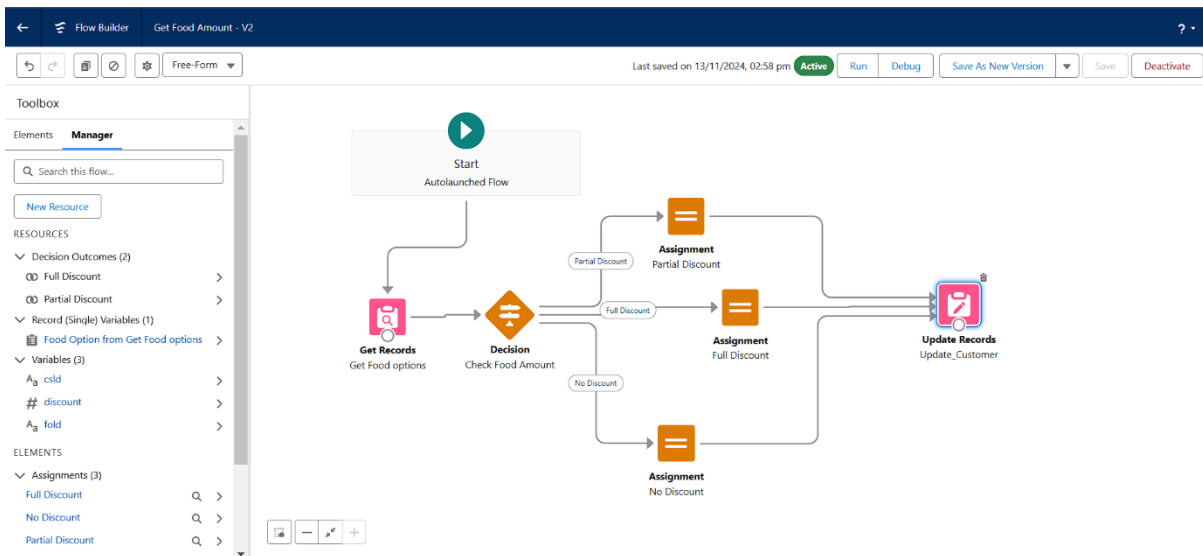 Flow Builder
Get Food Amount - V2
?
Free-Form
Last saved on 13/11/2024, 02:58 pm
Active
Run
Debug
Save As New Version
Save
Deactivate
Toolbox
Elements
Manager
Search this flow...
New Resource
RESOURCES
Decision Outcomes (2)
Full Discount
Partial Discount
Record (Single) Variables (1)
Food Option from Get Food options
Variables (3)
Aa csId
# discount
Aa foId
ELEMENTS
Assignments (3)
Full Discount
No Discount
Partial Discount
Start
Autolaunched Flow
Get Records
Get Food options
Decision
Check Food Amount
Partial Discount
Full Discount
No Discount
Assignment
Partial Discount
Assignment
Full Discount
Assignment
No Discount
Update Records
Update_Customer